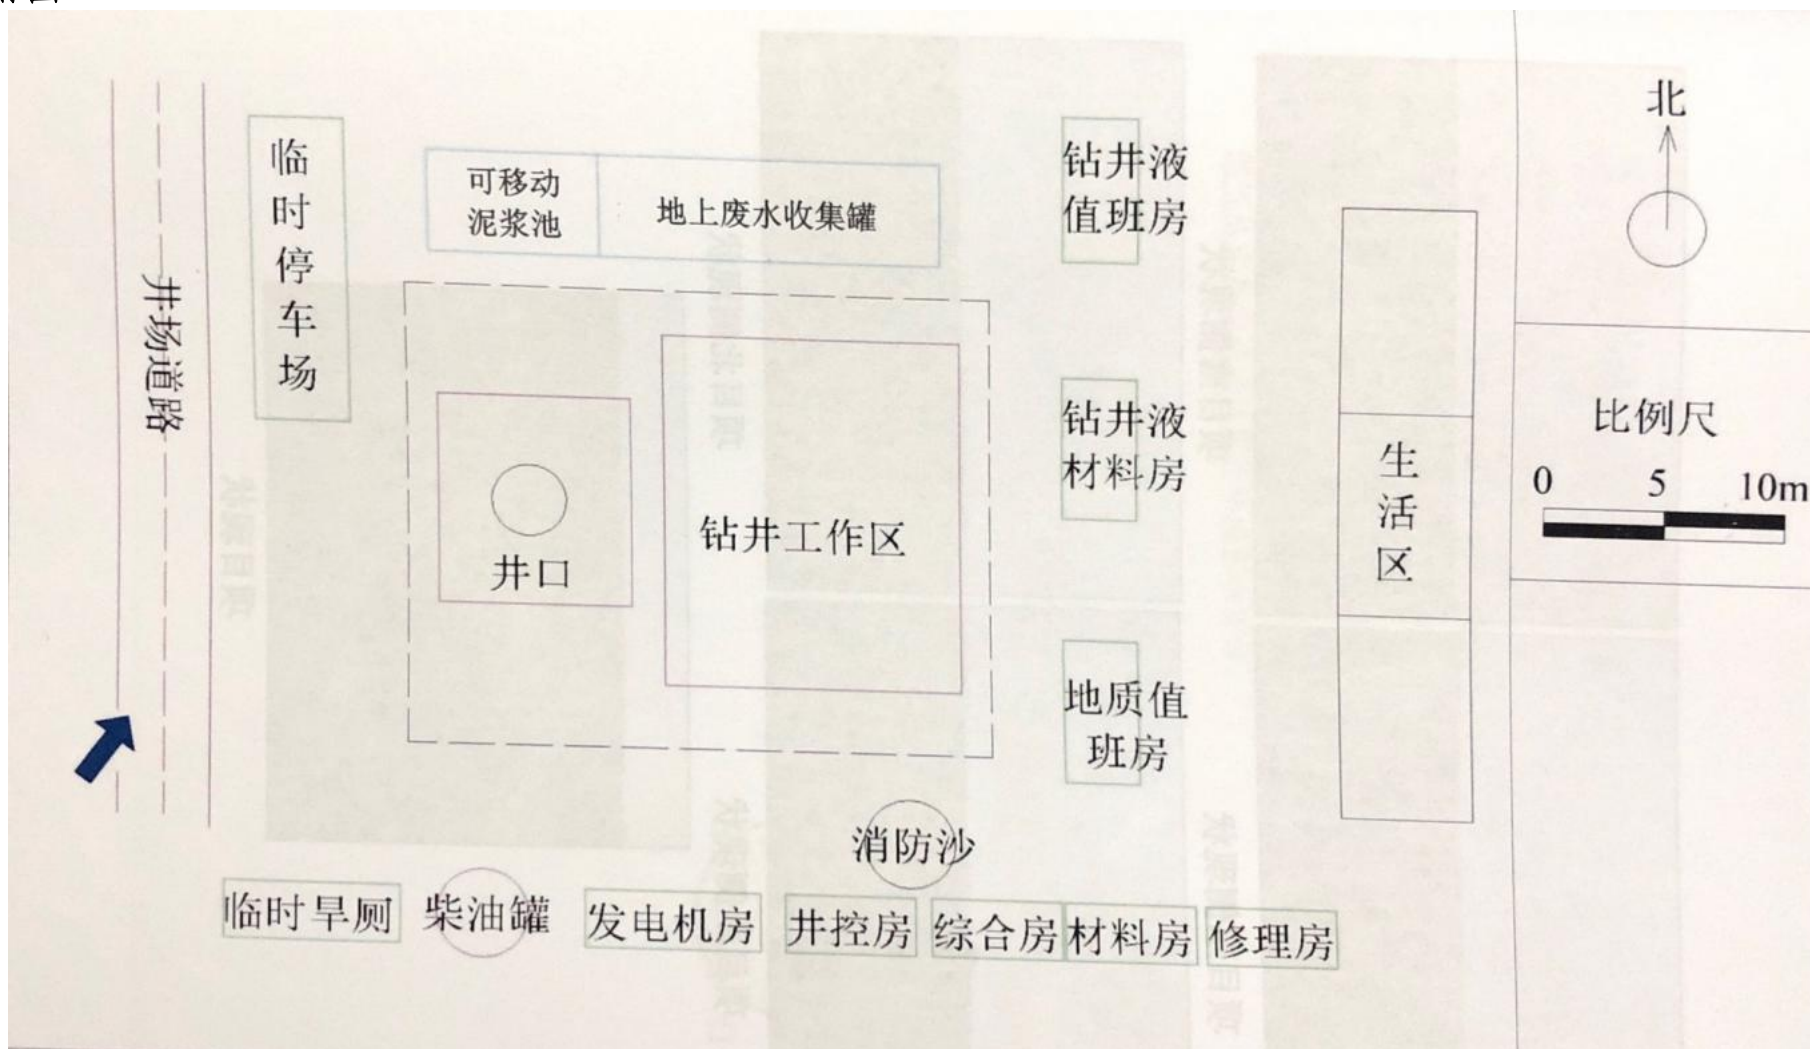 北
临时停车场
可移动
泥浆池
地上废水收集罐
钻井液
值班房
井场道路
钻井液
材料房
比例尺
0 5 10m
生活区
钻井工作区
井口
地质值
班房
消防沙
临时旱厕
柴油罐
发电机房
井控房
综合房
材料房
修理房